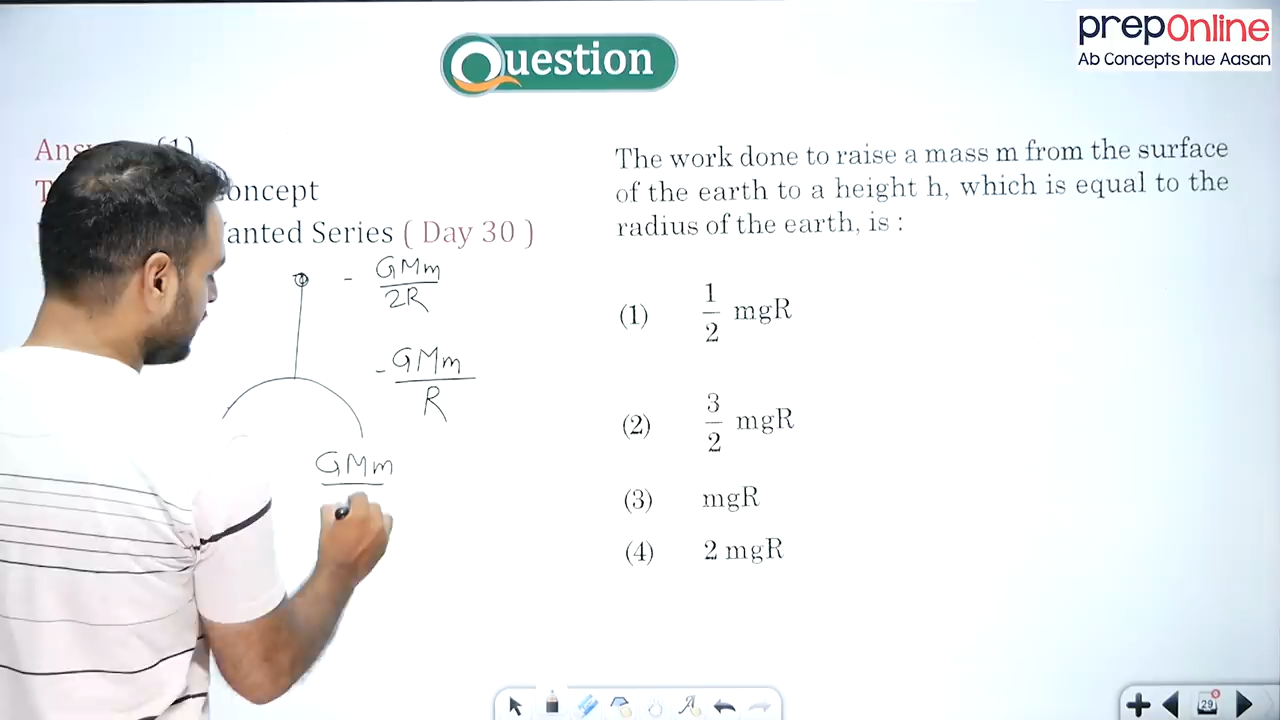 prepOnline
Ab Concepts hue Aasan
Question
(1)
oncept
anted Series ( Day 30 )
- GMm
2R
- GMm
R
GMm
The work done to raise a mass m from the surface
of the earth to a height h, which is equal to the
radius of the earth, is :
(1) 1/2 mgR
(2) 3/2 mgR
(3) mgR
(4) 2 mgR
29